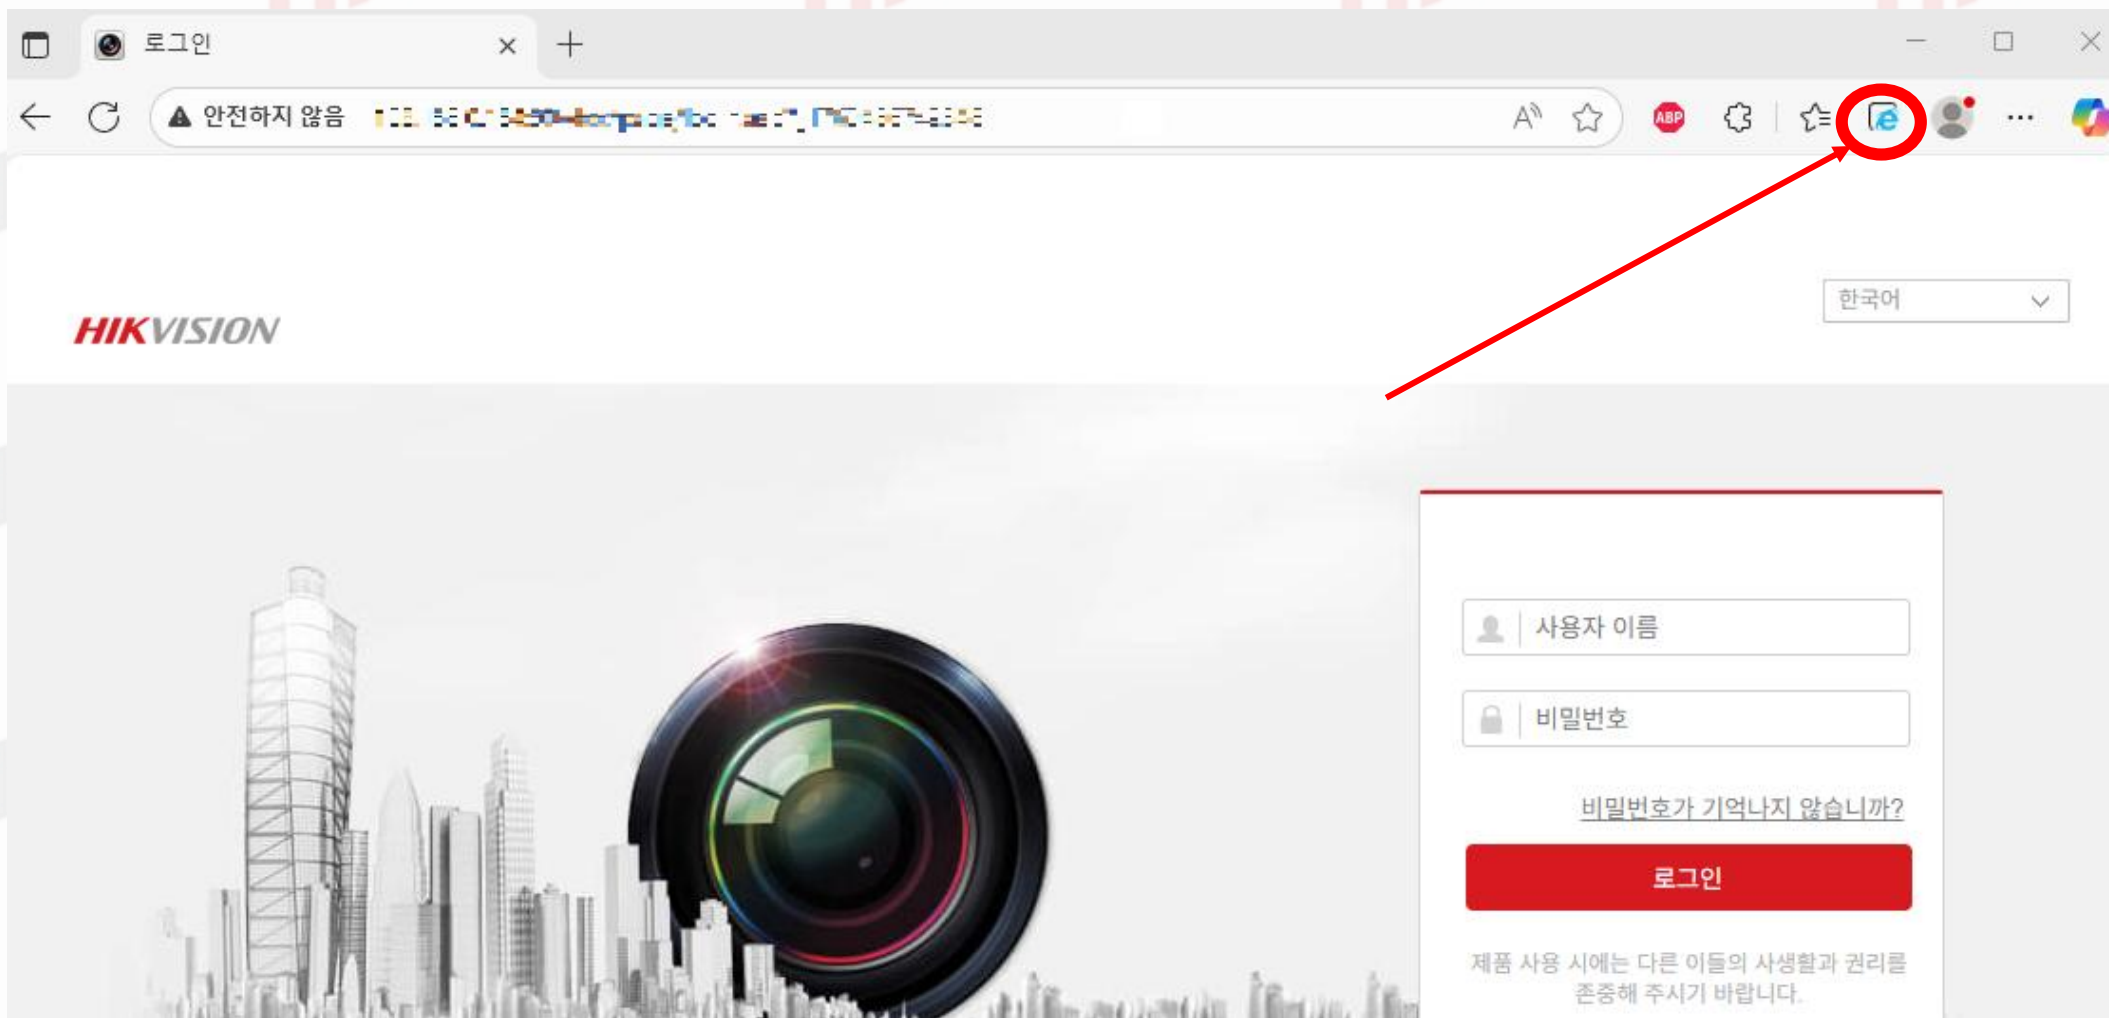 로그인
안전하지 않음
ABP
HIKVISION
한국어
사용자 이름
비밀번호
비밀번호가 기억나지 않습니까?
로그인
제품 사용 시에는 다른 이들의 사생활과 권리를
존중해 주시기 바랍니다.